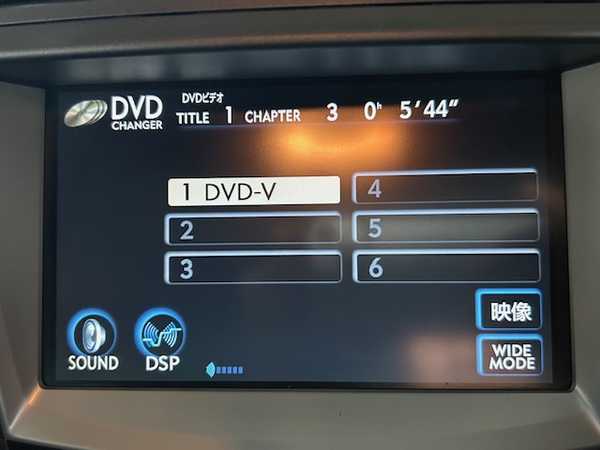 DVD CHANGER
DVDビデオ
TITLE 1 CHAPTER 3 0h 5'44"
1 DVD-V
4
2
5
3
6
映像
SOUND
DSP
WIDE MODE